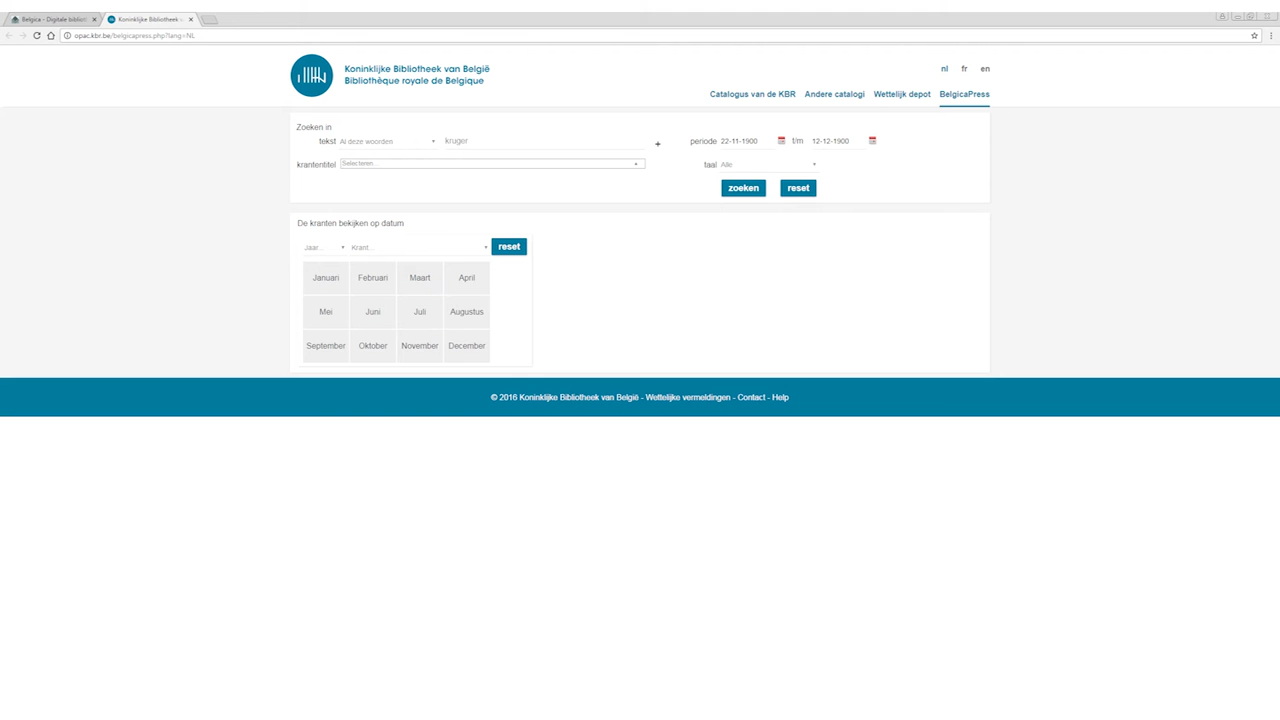 Belgica - Digitale bibliot
Koninklijke Bibliotheek
opac.kbr.be/belgicapress.php?lang=NL
Koninklijke Bibliotheek van België
Bibliothèque royale de Belgique
nl fr en
Catalogus van de KBR Andere catalogi Wettelijk depot BelgicaPress
Zoeken in
tekst Al deze woorden kruger + periode 22-11-1900 t/m 12-12-1900
krantentitel Selecteren... taal Alle
zoeken reset
De kranten bekijken op datum
Jaar... Krant... reset
Januari Februari Maart April
Mei Juni Juli Augustus
September Oktober November December
© 2016 Koninklijke Bibliotheek van België - Wettelijke vermeldingen - Contact - Help